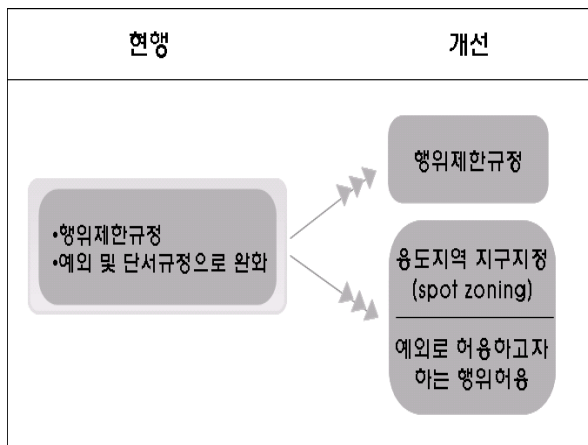 현행
개선
•행위제한규정
•예외 및 단서규정으로 완화
행위제한규정
용도지역 지구지정
(spot zoning)
예외로 허용하고자
하는 행위허용